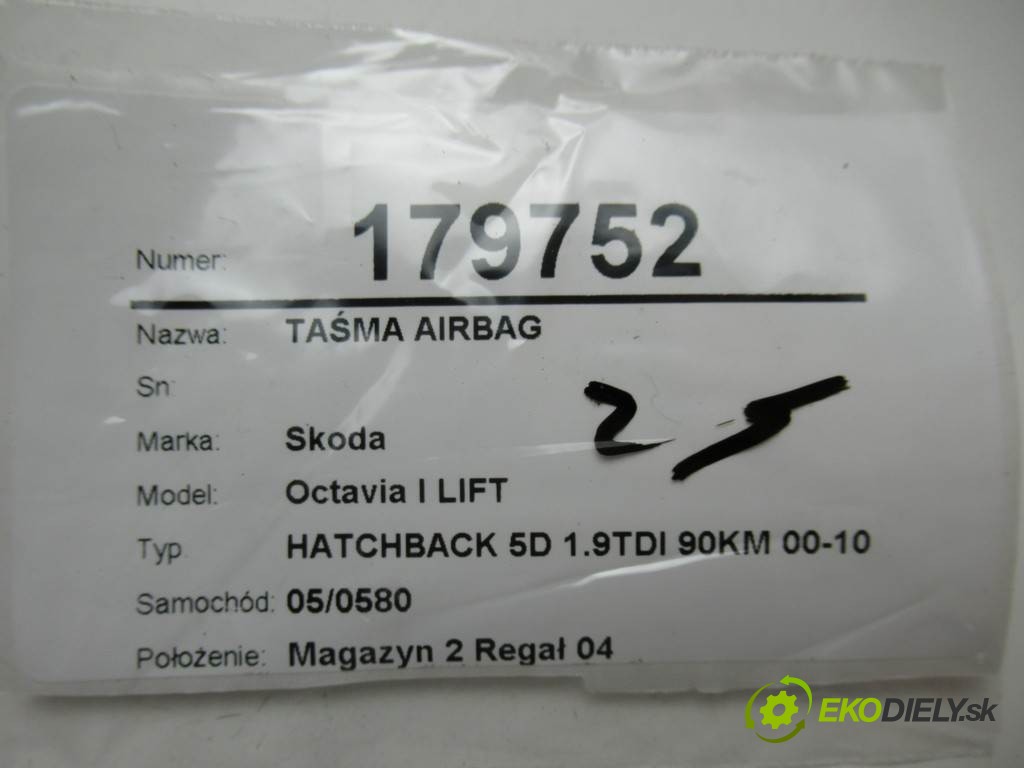 Numer: 179752
Nazwa: TAŚMA AIRBAG
Sn:
25
Marka: Skoda
Model: Octavia I LIFT
Typ HATCHBACK 5D 1.9TDI 90KM 00-10
Samochód: 05/0580
Położenie: Magazyn 2 Regał 04
EKODIELY.sk